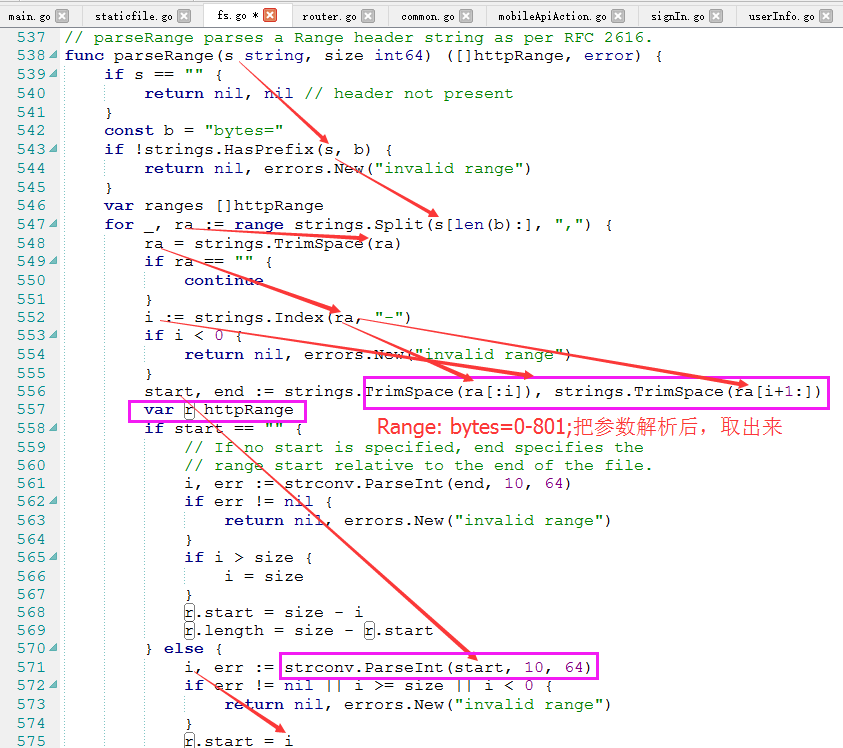 main.go staticfile.go fs.go * router.go common.go mobileApiAction.go signIn.go userInfo.go
537 // parseRange parses a Range header string as per RFC 2616.
538 func parseRange(s string, size int64) ([]httpRange, error) {
539 if s == "" {
540 return nil, nil // header not present
541 }
542 const b = "bytes="
543 if !strings.HasPrefix(s, b) {
544 return nil, errors.New("invalid range")
545 }
546 var ranges []httpRange
547 for _, ra := range strings.Split(s[len(b):], ",") {
548 ra = strings.TrimSpace(ra)
549 if ra == "" {
550 continue
551 }
552 i := strings.Index(ra, "-")
553 if i < 0 {
554 return nil, errors.New("invalid range")
555 }
556 start, end := strings.TrimSpace(ra[:i]), strings.TrimSpace(ra[i+1:])
557 var r httpRange
Range: bytes=0-801;把参数解析后，取出来
558 if start == "" {
559 // If no start is specified, end specifies the
560 // range start relative to the end of the file.
561 i, err := strconv.ParseInt(end, 10, 64)
562 if err != nil {
563 return nil, errors.New("invalid range")
564 }
565 if i > size {
566 i = size
567 }
568 r.start = size - i
569 r.length = size - r.start
570 } else {
571 i, err := strconv.ParseInt(start, 10, 64)
572 if err != nil || i >= size || i < 0 {
573 return nil, errors.New("invalid range")
574 }
575 r.start = i